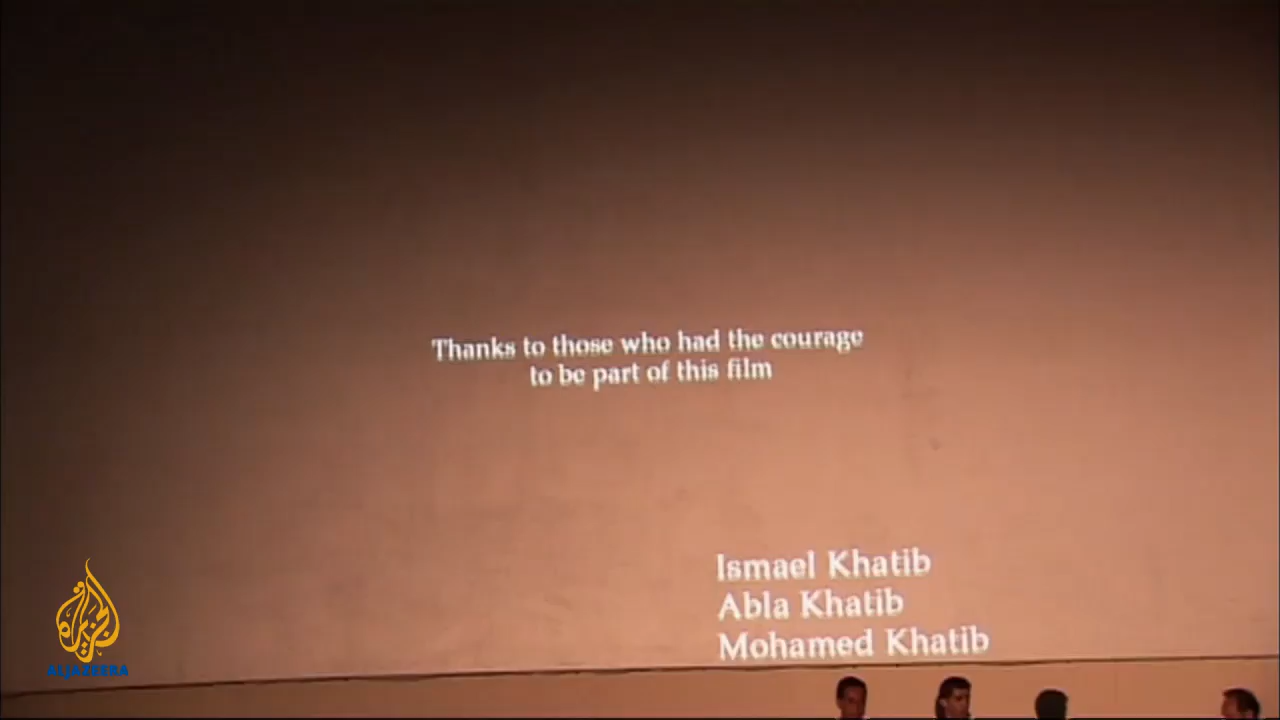 Thanks to those who had the courage
to be part of this film
Ismael Khatib
Abla Khatib
Mohamed Khatib
الجزيرة
ALJAZEERA